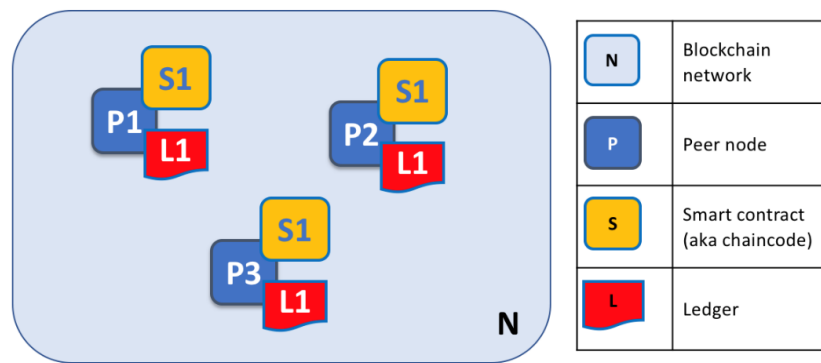 S1
P1
L1
S1
P2
L1
S1
P3
L1
N
N
Blockchain
network
P
Peer node
S
Smart contract
(aka chaincode)
L
Ledger